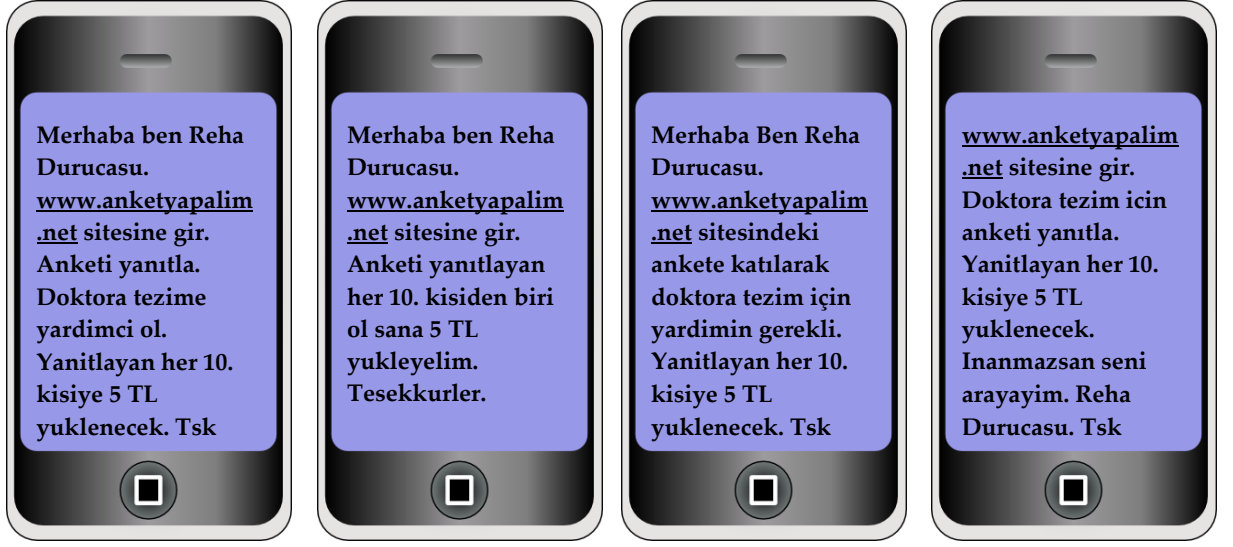 Merhaba ben Reha
Durucasu.
www.anketyapalim
.net sitesine gir.
Anketi yanıtla.
Doktora tezime
yardimci ol.
Yanitlayan her 10.
kisiye 5 TL
yuklenecek. Tsk
Merhaba ben Reha
Durucasu.
www.anketyapalim
.net sitesine gir.
Anketi yanıtlayan
her 10. kisiden biri
ol sana 5 TL
yukleyelim.
Tesekkurler.
Merhaba Ben Reha
Durucasu.
www.anketyapalim
.net sitesindeki
ankete katılarak
doktora tezim için
yardimin gerekli.
Yanitlayan her 10.
kisiye 5 TL
yuklenecek. Tsk
www.anketyapalim
.net sitesine gir.
Doktora tezim icin
anketi yanıtla.
Yanitlayan her 10.
kisiye 5 TL
yuklenecek.
Inanmazsan seni
arayayim. Reha
Durucasu. Tsk